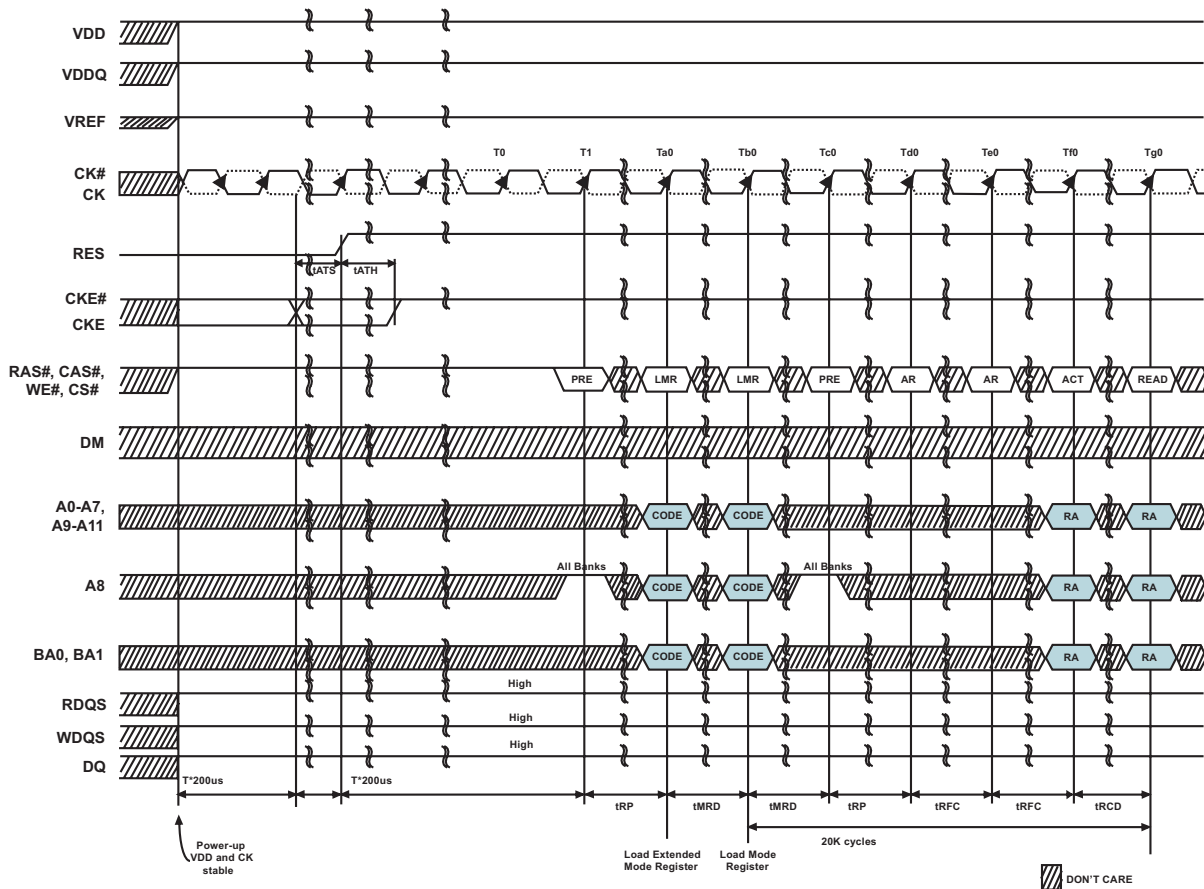 VDD
VDDQ
VREF
T0 T1 Ta0 Tb0 Tc0 Td0 Te0 Tf0 Tg0
CK#
CK
RES
tATS tATH
CKE#
CKE
RAS#, CAS#,
WE#, CS#
PRE LMR LMR PRE AR AR ACT READ
DM
A0-A7,
A9-A11
CODE CODE RA RA
All Banks All Banks
A8
CODE CODE RA RA
BA0, BA1
CODE CODE RA RA
High
RDQS
High
WDQS
High
DQ
T*200us T*200us
tRP tMRD tMRD tRP tRFC tRFC tRCD
20K cycles
Power-up
VDD and CK
stable
Load Extended
Mode Register
Load Mode
Register
DON'T CARE